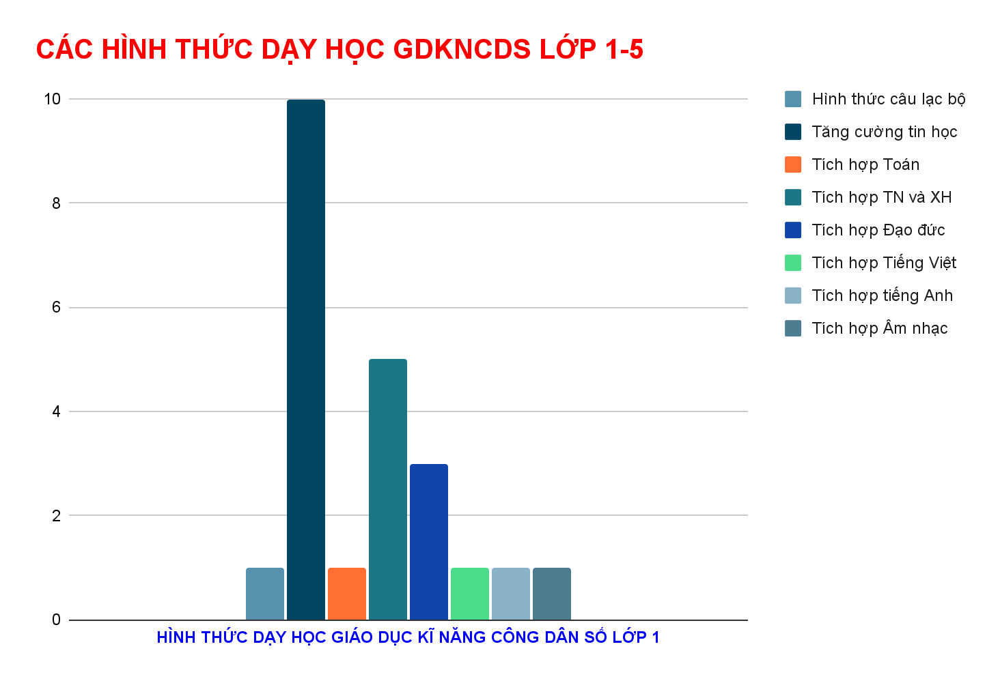 CÁC HÌNH THỨC DẠY HỌC GDKNCDS LỚP 1-5
10
8
6
4
2
0
HÌNH THỨC DẠY HỌC GIÁO DỤC KĨ NĂNG CÔNG DÂN SỐ LỚP 1
Hình thức câu lạc bộ
Tăng cường tin học
Tích hợp Toán
Tích hợp TN và XH
Tích hợp Đạo đức
Tích hợp Tiếng Việt
Tích hợp tiếng Anh
Tích hợp Âm nhạc